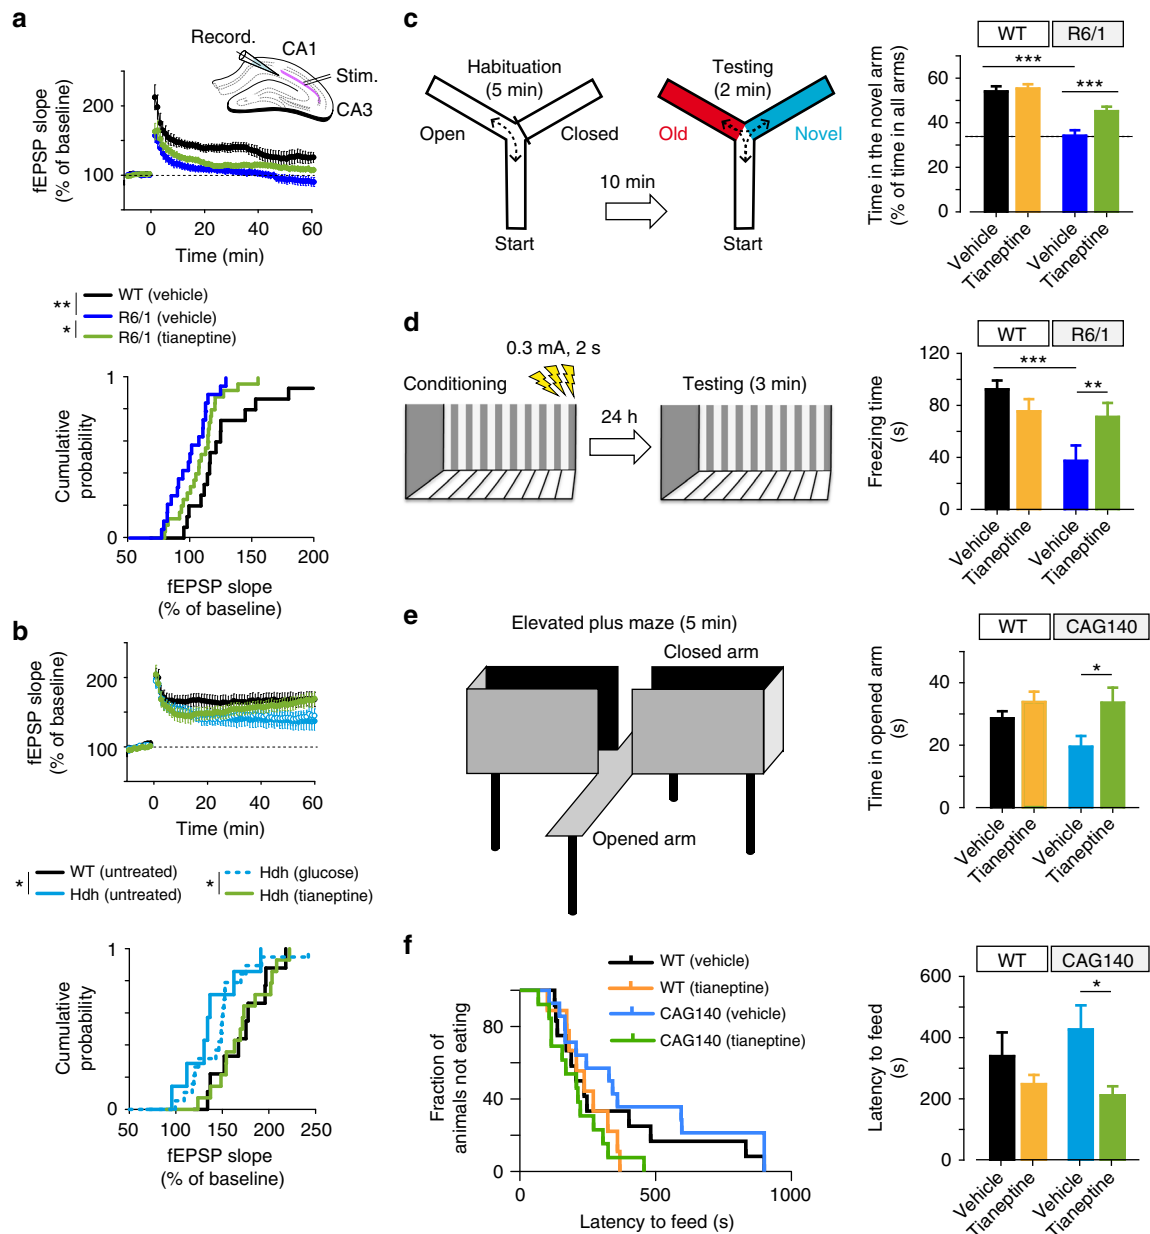 a
Record.
CA1
Stim.
CA3
fEPSP slope
(% of baseline)
200
100
0
20
40
60
Time (min)
**
*
WT (vehicle)
R6/1 (vehicle)
R6/1 (tianeptine)
Cumulative
probability
1
0
50
100
150
200
fEPSP slope
(% of baseline)
b
fEPSP slope
(% of baseline)
200
100
0
20
40
60
Time (min)
*
WT (untreated)
Hdh (untreated)
*
Hdh (glucose)
Hdh (tianeptine)
Cumulative
probability
1
0
50
100
150
200
250
fEPSP slope
(% of baseline)
c
Habituation
(5 min)
Open
Closed
Start
10 min
Testing
(2 min)
Old
Novel
Start
WT
R6/1
***
***
Time in the novel arm
(% of time in all arms)
60
40
20
0
Vehicle
Tianeptine
Vehicle
Tianeptine
d
0.3 mA, 2 s
Conditioning
24 h
Testing (3 min)
WT
R6/1
***
**
Freezing time
(s)
120
80
40
0
Vehicle
Tianeptine
Vehicle
Tianeptine
e
Elevated plus maze (5 min)
Closed arm
Opened arm
WT
CAG140
*
Time in opened arm
(s)
40
20
0
Vehicle
Tianeptine
Vehicle
Tianeptine
f
WT (vehicle)
WT (tianeptine)
CAG140 (vehicle)
CAG140 (tianeptine)
Fraction of
animals not eating
80
40
0
0
500
1000
Latency to feed (s)
WT
CAG140
*
Latency to feed
(s)
600
400
200
0
Vehicle
Tianeptine
Vehicle
Tianeptine